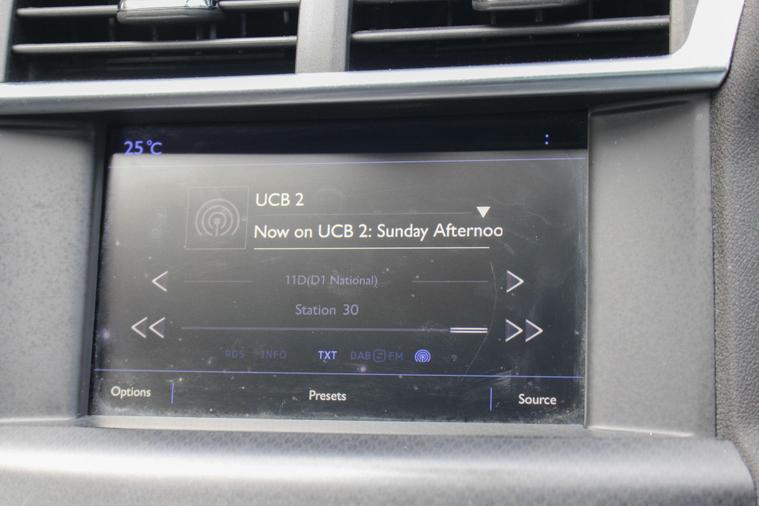 25°C
UCB 2
Now on UCB 2: Sunday Afternoo
11D(D1 National)
Station 30
RDS INFO TXT DAB FM
Options Presets Source